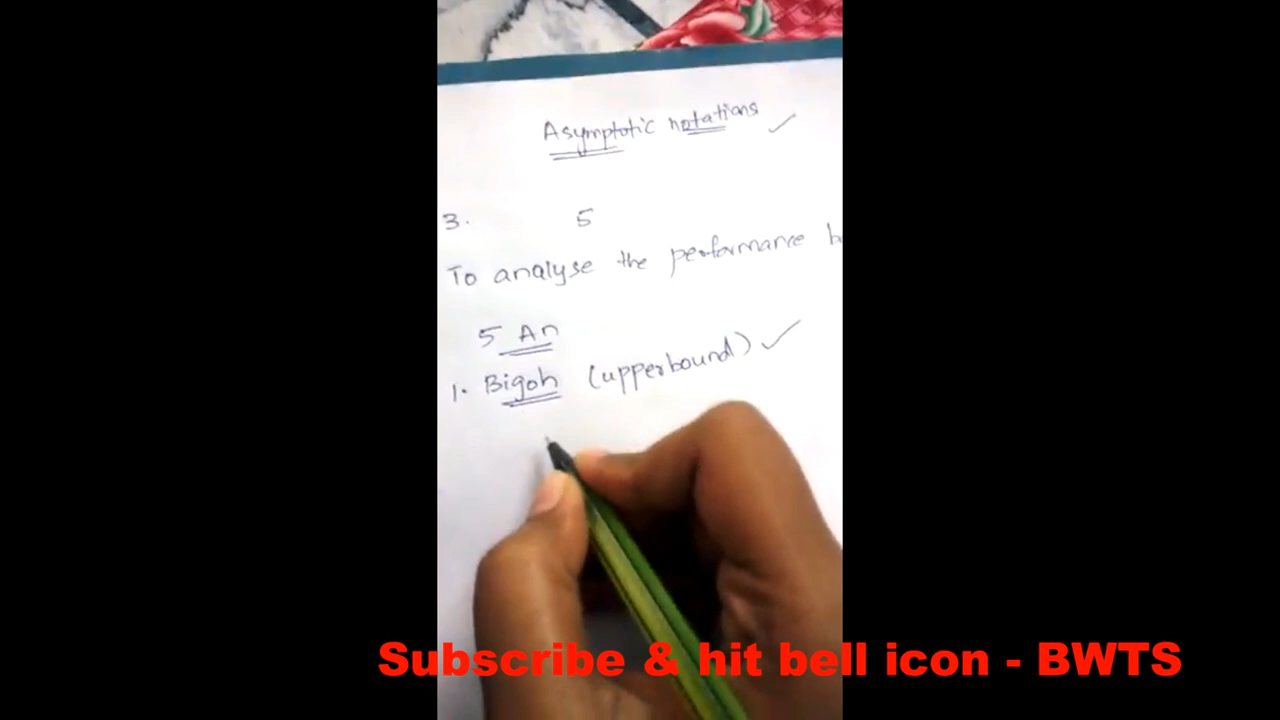 Asymptotic notations
3. 5
To analyse the performance
5 An
1. Bigoh (upperbound)
Subscribe & hit bell icon - BWTS